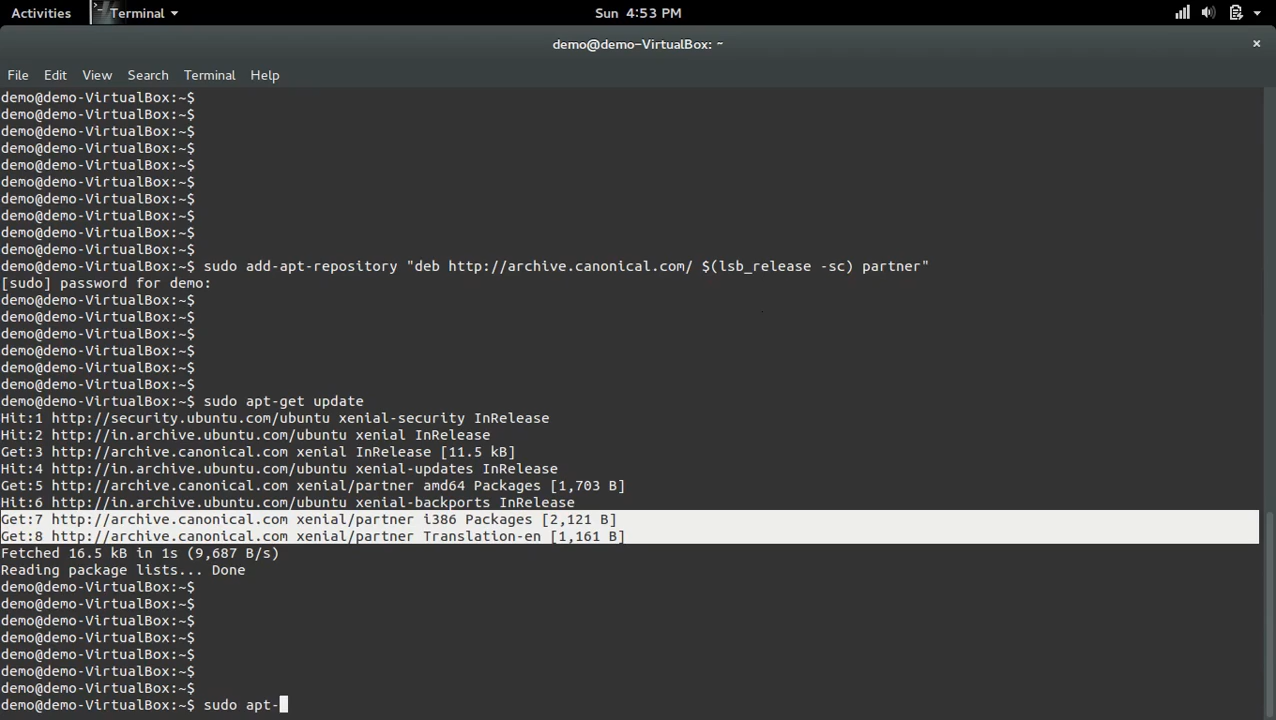 Activities Terminal Sun 4:53 PM
demo@demo-VirtualBox: ~ ×
File Edit View Search Terminal Help
demo@demo-VirtualBox:~$
demo@demo-VirtualBox:~$
demo@demo-VirtualBox:~$
demo@demo-VirtualBox:~$
demo@demo-VirtualBox:~$
demo@demo-VirtualBox:~$
demo@demo-VirtualBox:~$
demo@demo-VirtualBox:~$
demo@demo-VirtualBox:~$
demo@demo-VirtualBox:~$
demo@demo-VirtualBox:~$ sudo add-apt-repository "deb http://archive.canonical.com/ $(lsb_release -sc) partner"
[sudo] password for demo:
demo@demo-VirtualBox:~$
demo@demo-VirtualBox:~$
demo@demo-VirtualBox:~$
demo@demo-VirtualBox:~$
demo@demo-VirtualBox:~$
demo@demo-VirtualBox:~$
demo@demo-VirtualBox:~$ sudo apt-get update
Hit:1 http://security.ubuntu.com/ubuntu xenial-security InRelease
Hit:2 http://in.archive.ubuntu.com/ubuntu xenial InRelease
Get:3 http://archive.canonical.com xenial InRelease [11.5 kB]
Hit:4 http://in.archive.ubuntu.com/ubuntu xenial-updates InRelease
Get:5 http://archive.canonical.com xenial/partner amd64 Packages [1,703 B]
Hit:6 http://in.archive.ubuntu.com/ubuntu xenial-backports InRelease
Get:7 http://archive.canonical.com xenial/partner i386 Packages [2,121 B]
Get:8 http://archive.canonical.com xenial/partner Translation-en [1,161 B]
Fetched 16.5 kB in 1s (9,687 B/s)
Reading package lists... Done
demo@demo-VirtualBox:~$
demo@demo-VirtualBox:~$
demo@demo-VirtualBox:~$
demo@demo-VirtualBox:~$
demo@demo-VirtualBox:~$
demo@demo-VirtualBox:~$
demo@demo-VirtualBox:~$
demo@demo-VirtualBox:~$ sudo apt-